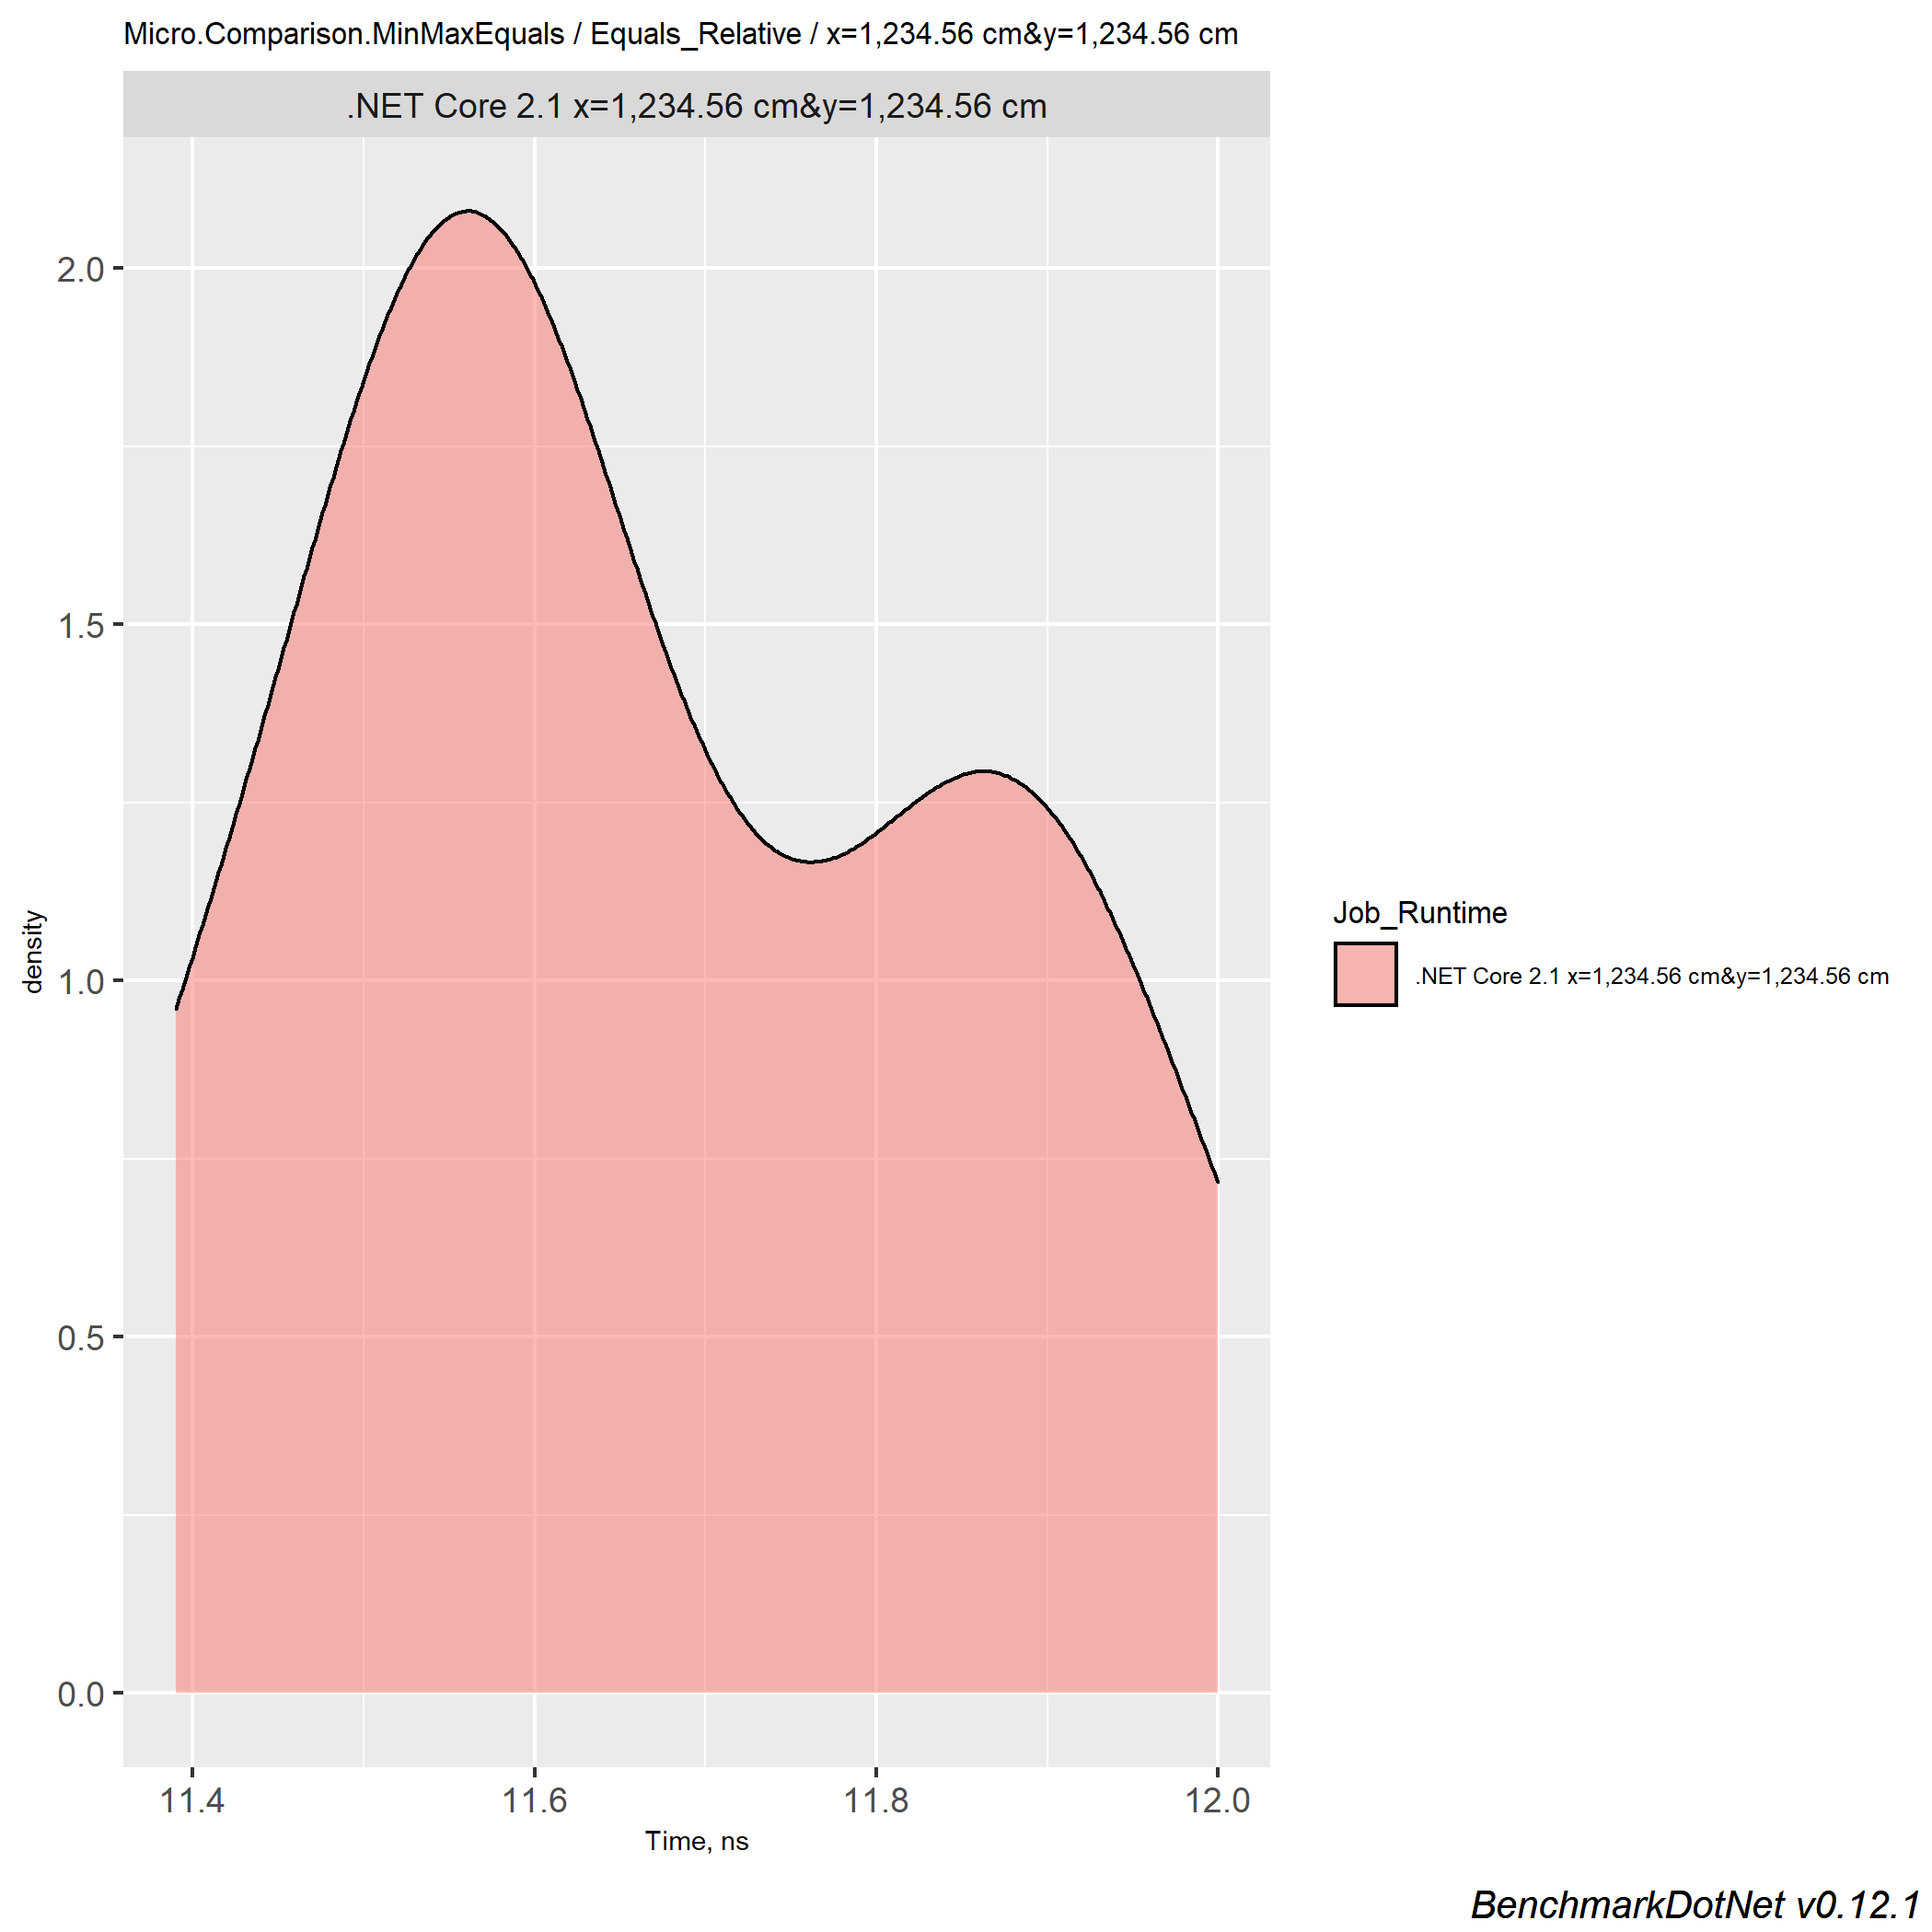 Micro.Comparison.MinMaxEquals / Equals_Relative / x=1,234.56 cm&y=1,234.56 cm
.NET Core 2.1 x=1,234.56 cm&y=1,234.56 cm
2.0
1.5
1.0
0.5
0.0
density
11.4 11.6 11.8 12.0
Time, ns
Job_Runtime
.NET Core 2.1 x=1,234.56 cm&y=1,234.56 cm
BenchmarkDotNet v0.12.1